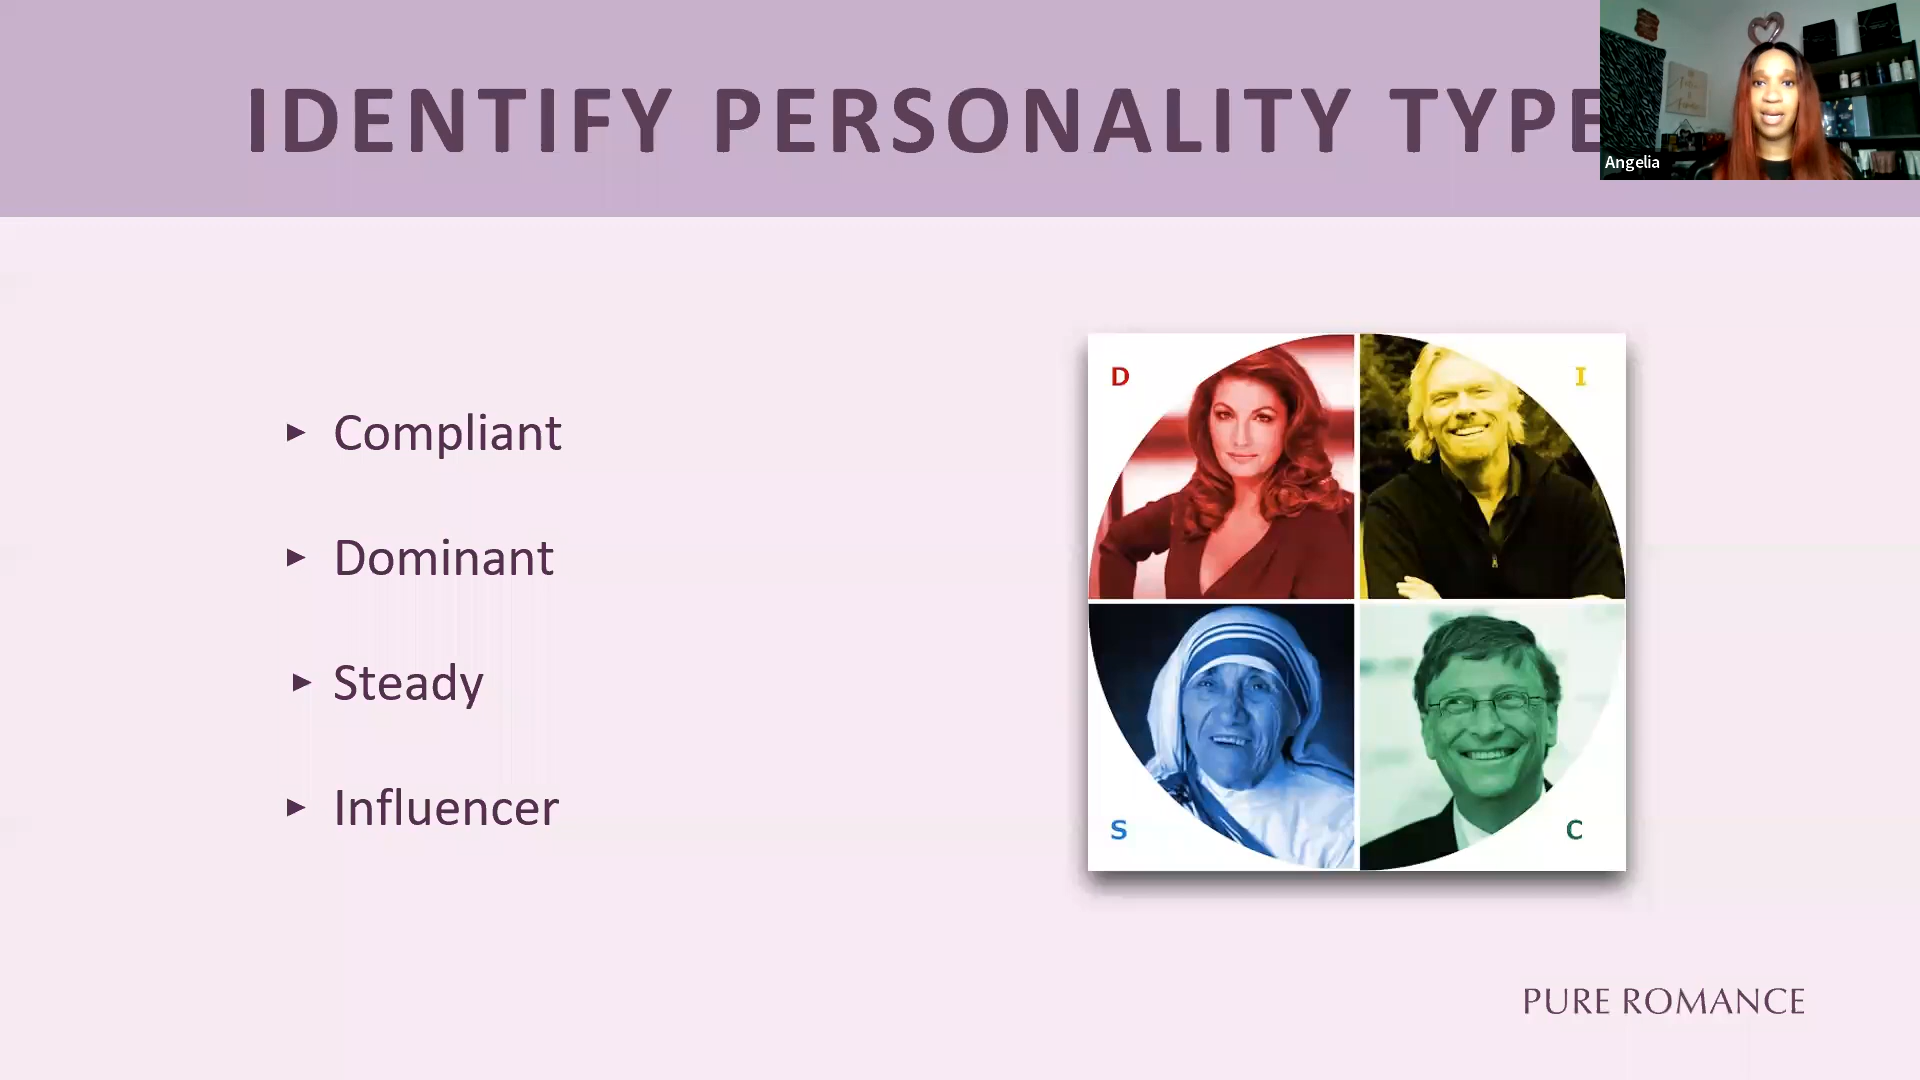 IDENTIFY PERSONALITY TYPE
Angelia
D
I
Compliant
Dominant
Steady
Influencer
S
C
PURE ROMANCE